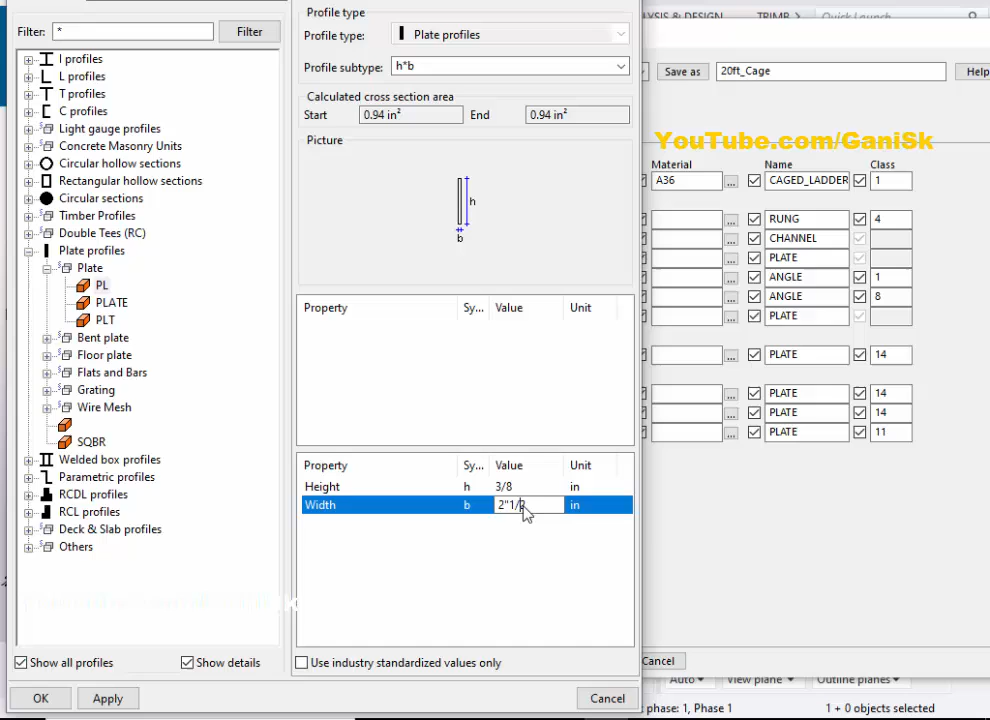 Profile type
Filter: * Filter
Profile type: Plate profiles
Profile subtype: h*b
Calculated cross section area
Start 0.94 in² End 0.94 in²
Picture
h
b
I profiles
L profiles
T profiles
C profiles
Light gauge profiles
Concrete Masonry Units
Circular hollow sections
Rectangular hollow sections
Circular sections
Timber Profiles
Double Tees (RC)
Plate profiles
Plate
PL
PLATE
PLT
Bent plate
Floor plate
Flats and Bars
Grating
Wire Mesh
SQBR
Welded box profiles
Parametric profiles
RCDL profiles
RCL profiles
Deck & Slab profiles
Others
Property Sy... Value Unit
Property Sy... Value Unit
Height h 3/8 in
Width b 2"1/2 in
Show all profiles Show details
Use industry standardized values only
OK Apply Cancel
YSIS & DESIGN TRIMB Quick Launch
Save as 20ft_Cage Help
YouTube.com/GaniSk
Material Name Class
A36 ... CAGED_LADDER 1
... RUNG 4
... CHANNEL
... PLATE
... ANGLE 1
... ANGLE 8
... PLATE
... PLATE 14
... PLATE 14
... PLATE 14
... PLATE 11
Cancel
Auto View plane Outline planes
phase: 1, Phase 1 1 + 0 objects selected